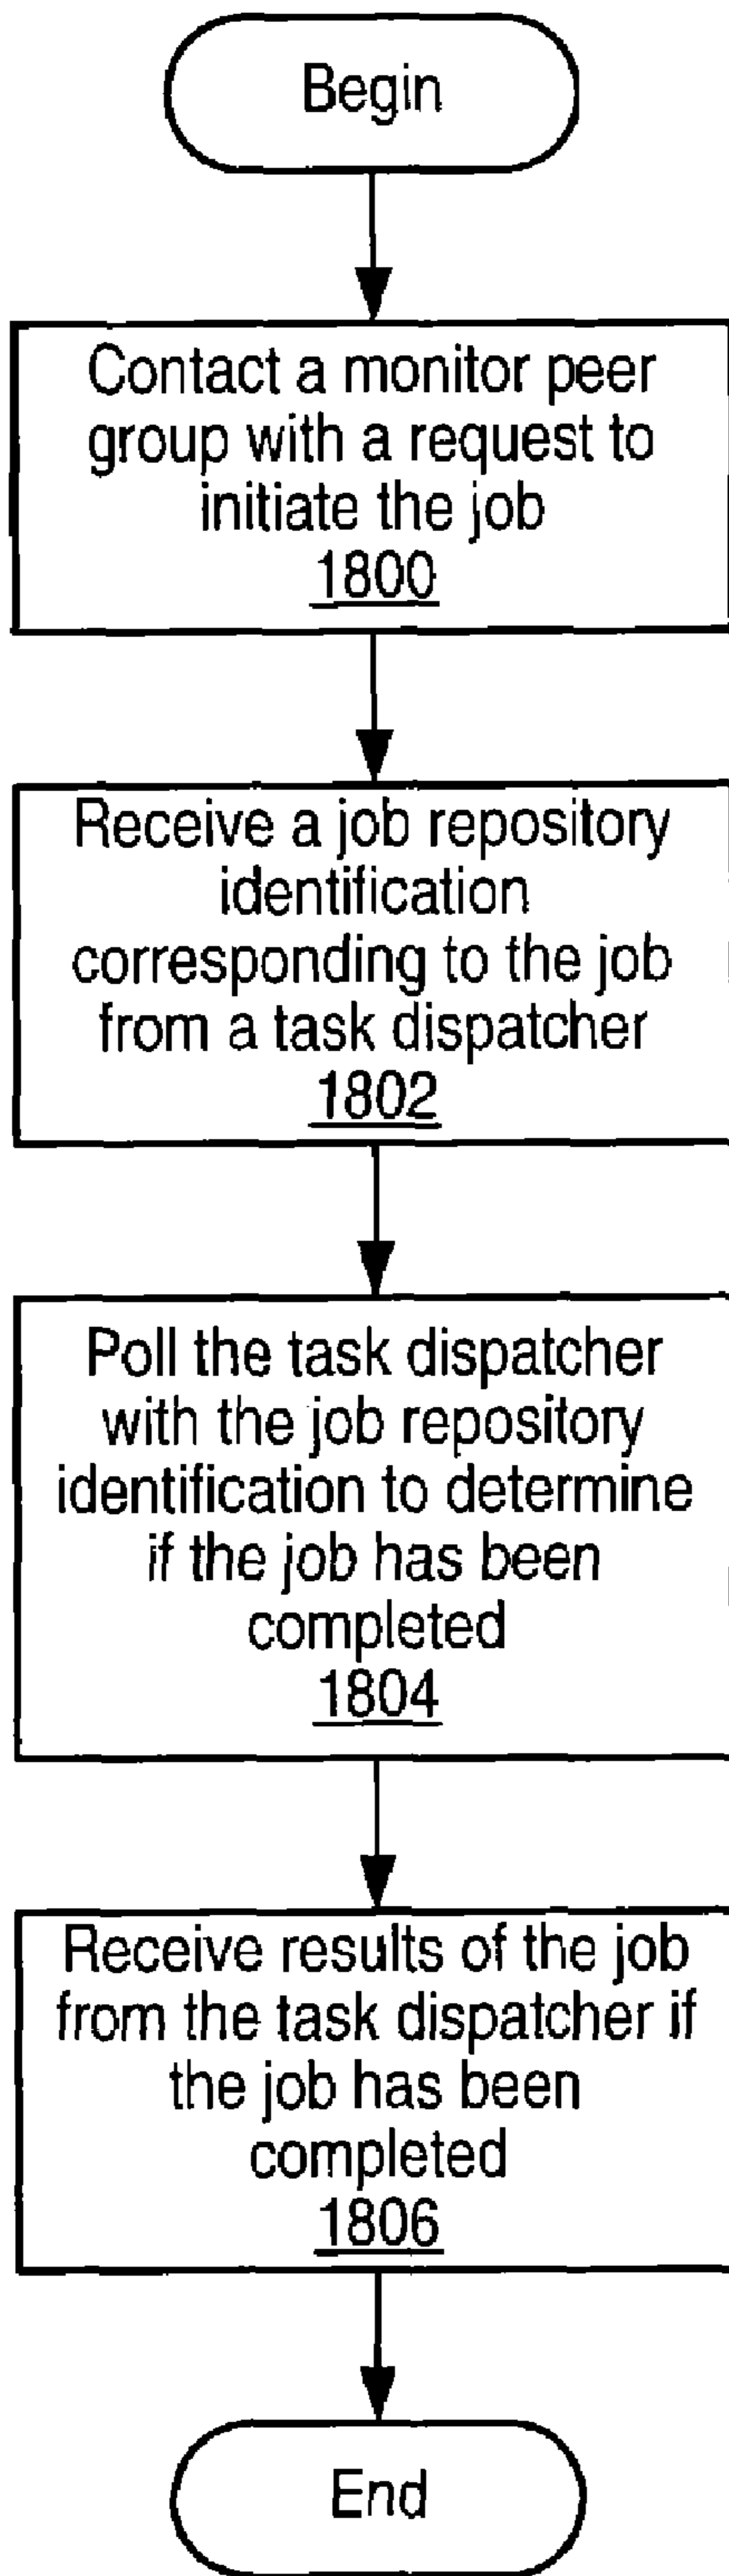 Begin
Contact a monitor peer
group with a request to
initiate the job
1800
Receive a job repository
identification
corresponding to the job
from a task dispatcher
1802
Poll the task dispatcher
with the job repository
identification to determine
if the job has been
completed
1804
Receive results of the job
from the task dispatcher if
the job has been
completed
1806
End